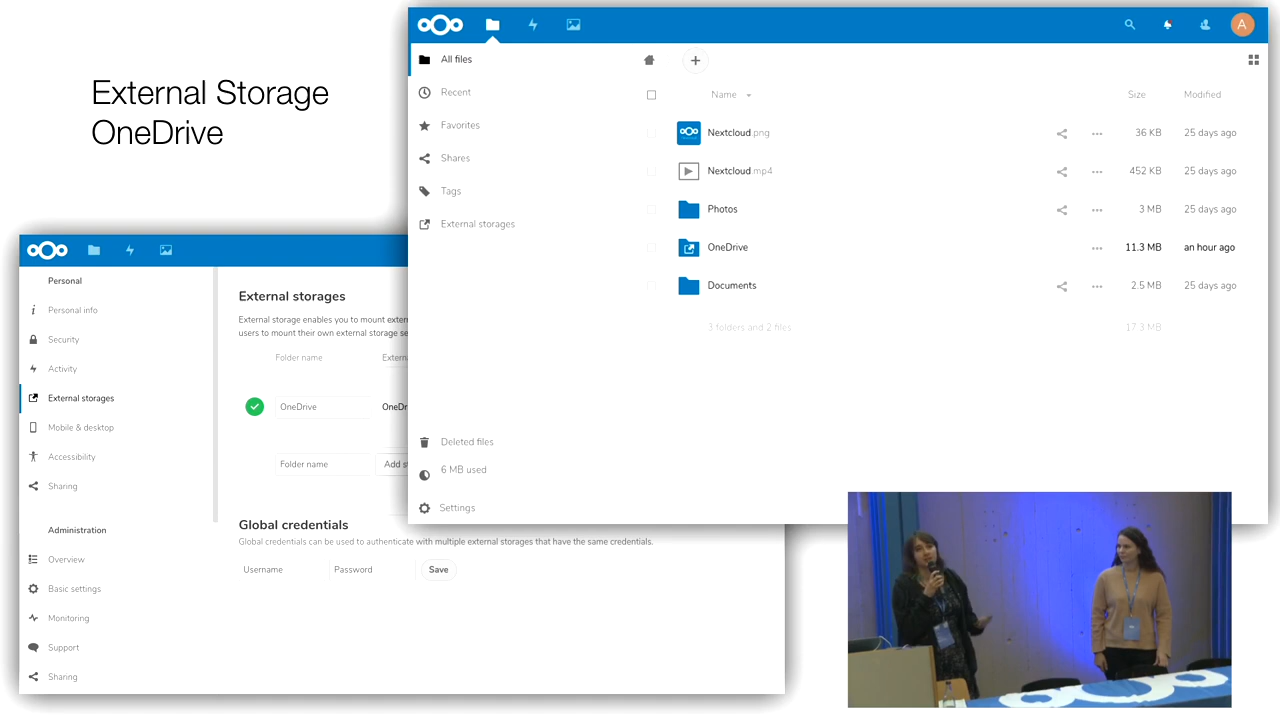 External Storage
OneDrive
A
All files
Recent
Favorites
Shares
Tags
External storages
Deleted files
6 MB used
Settings
Name Size Modified
Nextcloud.png 36 KB 25 days ago
Nextcloud.mp4 452 KB 25 days ago
Photos 3 MB 25 days ago
OneDrive 11.3 MB an hour ago
Documents 2.5 MB 25 days ago
3 folders and 2 files 17.3 MB
Personal
Personal info
Security
Activity
External storages
Mobile & desktop
Accessibility
Sharing
Administration
Overview
Basic settings
Monitoring
Support
Sharing
External storages
External storage enables you to mount
users to mount their own external storage
Folder name
OneDrive
Folder name Add
Global credentials
Global credentials can be used to authenticate with multiple external storages that have the same credentials.
Username Password Save